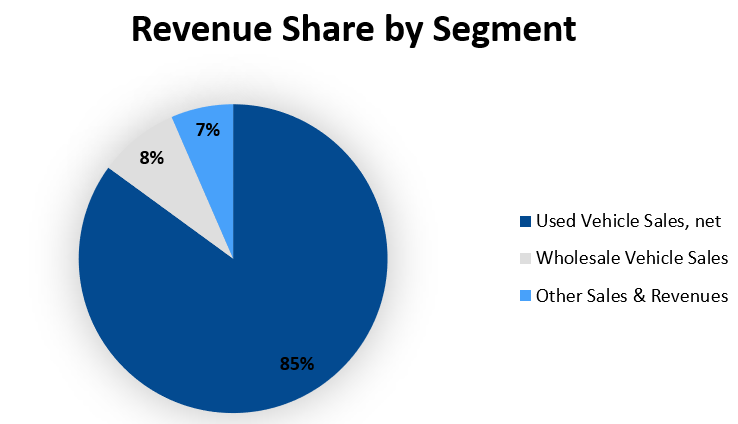 Revenue Share by Segment
7%
8%
Used Vehicle Sales, net
Wholesale Vehicle Sales
Other Sales & Revenues
85%